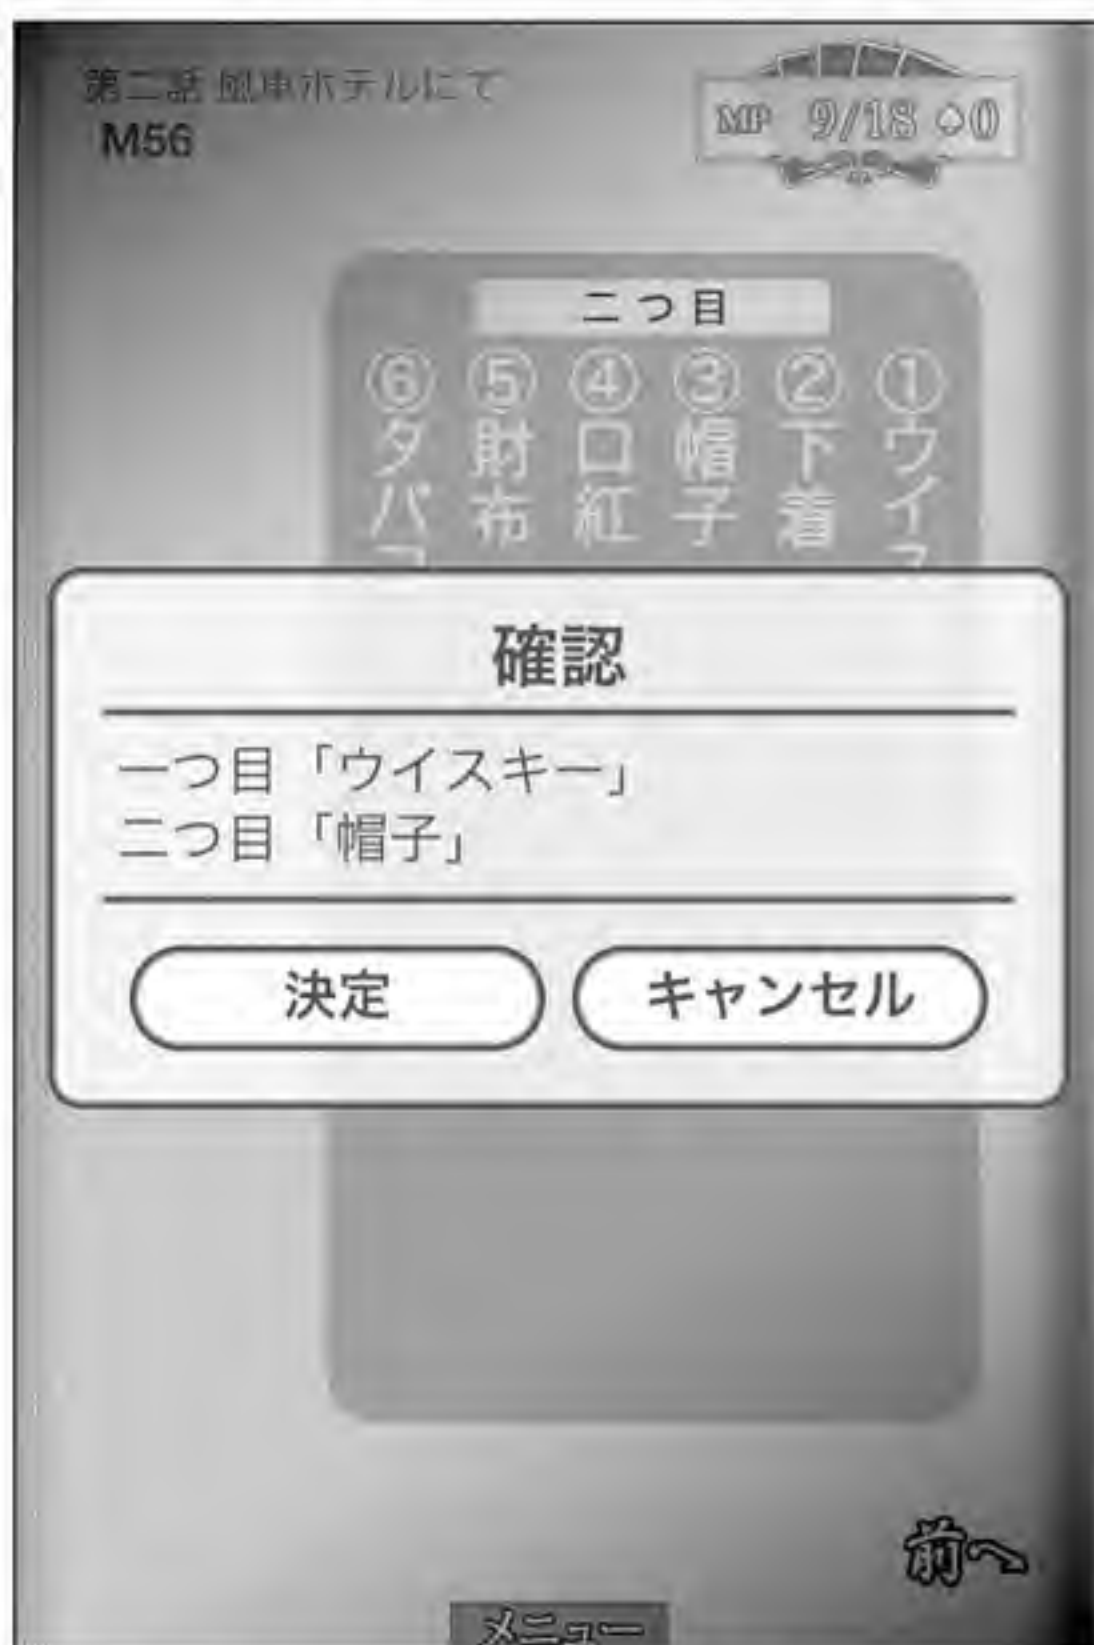 第二話 風車ホテルにて
M56
MP 9/18 ♤0
二つ目
①ウイス
②下着
③帽子
④口紅
⑤財布
⑥タバコ
確認
一つ目「ウイスキー」
二つ目「帽子」
決定
キャンセル
前へ
メニュー